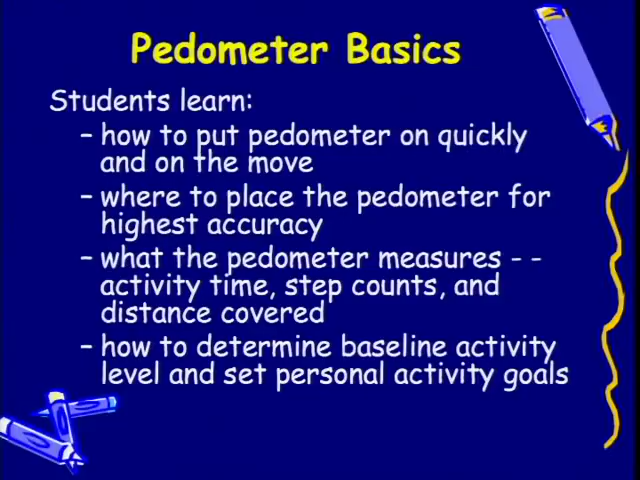 Pedometer Basics
Students learn:
– how to put pedometer on quickly
and on the move
– where to place the pedometer for
highest accuracy
– what the pedometer measures - -
activity time, step counts, and
distance covered
– how to determine baseline activity
level and set personal activity goals